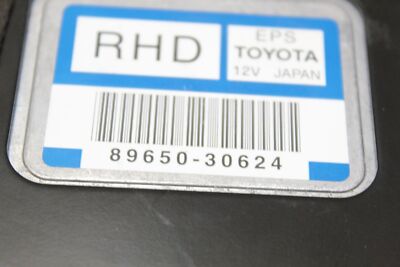 RHD
EPS
TOYOTA
12V JAPAN
89650-30624